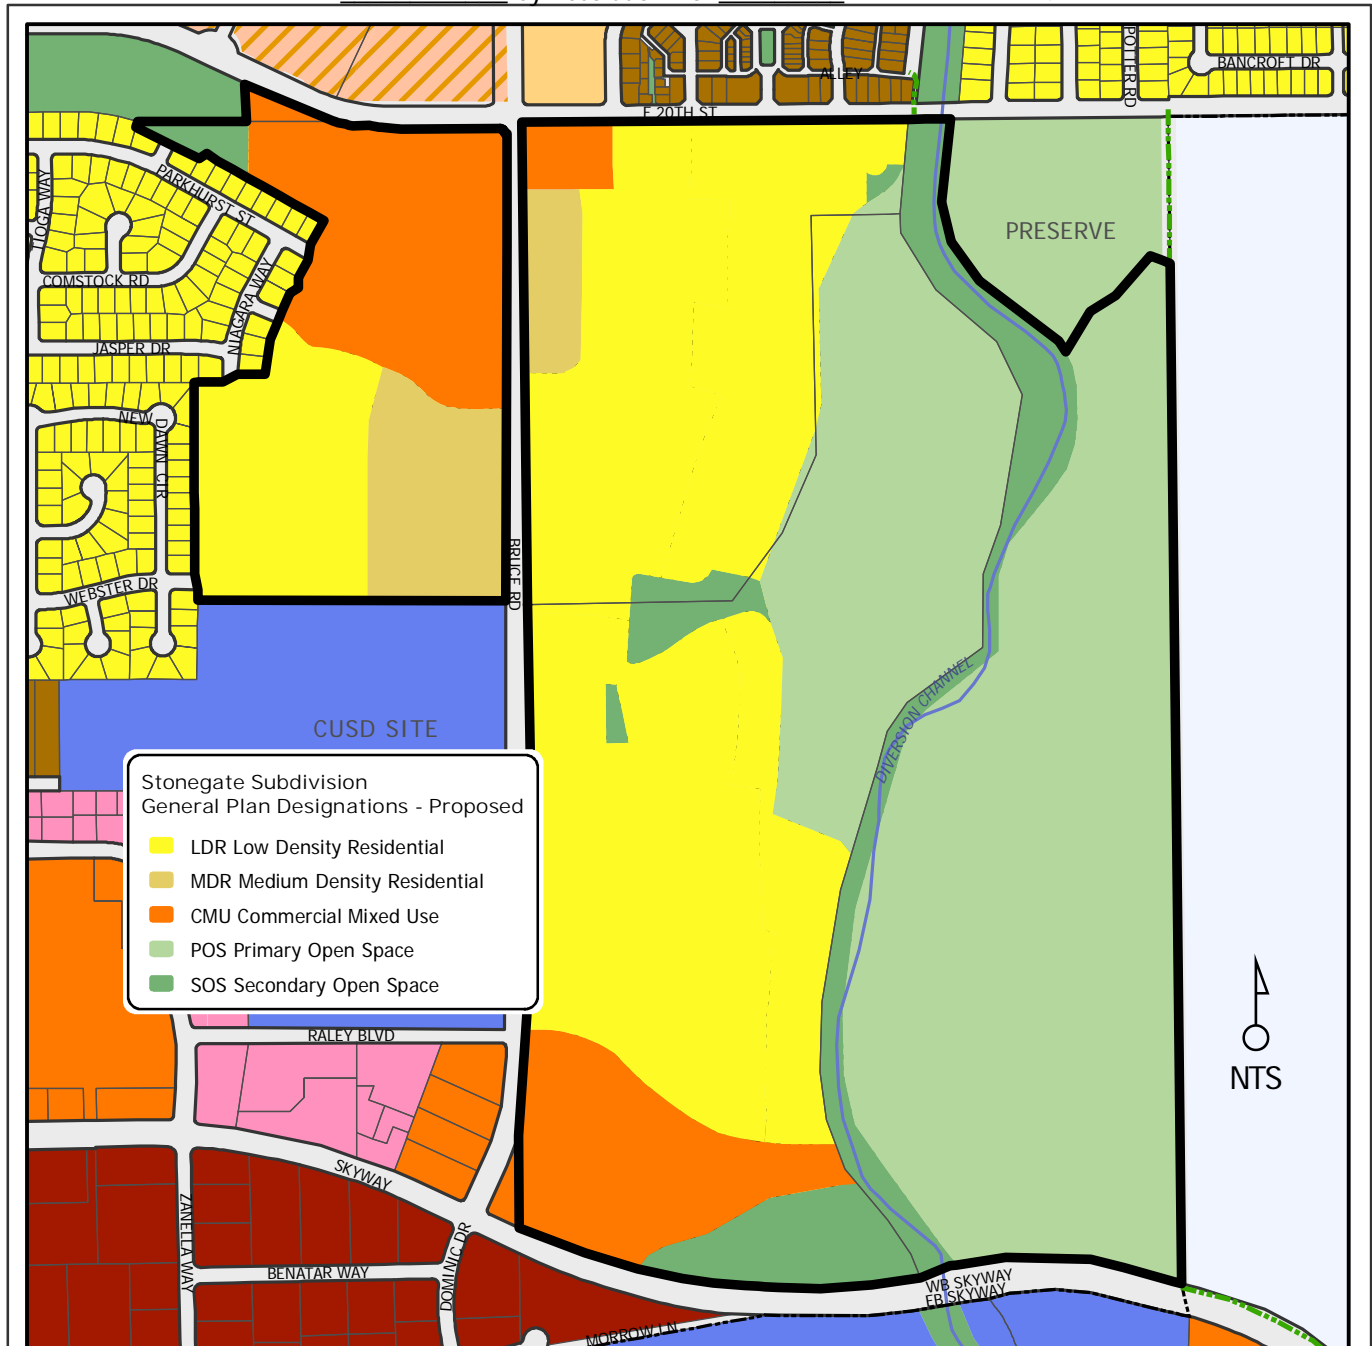 POTTER RD
BANCROFT DR
ALLEY
E 20TH ST
PARKHURST ST
TIOGA WAY
PRESERVE
COMSTOCK RD
NIAGARA WAY
JASPER DR
NEW DAWN CIR
BRUCE RD
WEBSTER DR
DIVERSION CHANNEL
CUSD SITE
Stonegate Subdivision
General Plan Designations - Proposed
LDR Low Density Residential
MDR Medium Density Residential
CMU Commercial Mixed Use
POS Primary Open Space
SOS Secondary Open Space
RALEY BLVD
NTS
SKYWAY
ZANELLA WAY
DOMINIC DR
BENATAR WAY
WB SKYWAY
EB SKYWAY
MORROW LN